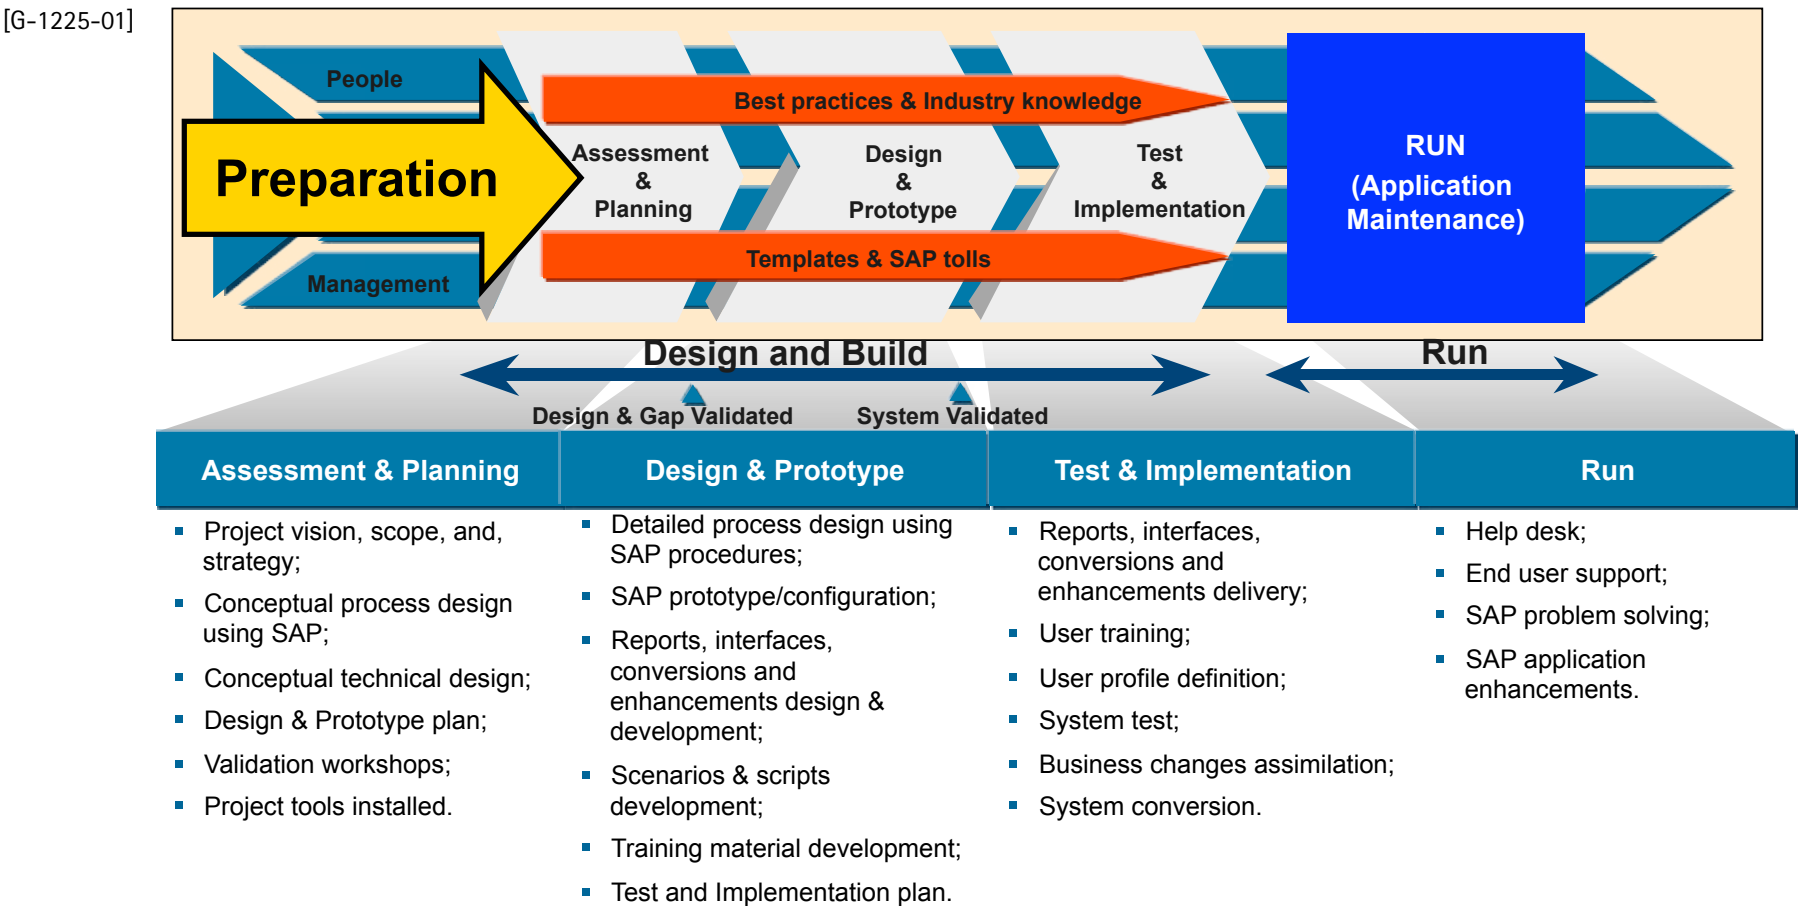 [G-1225-01]
People
Best practices & Industry knowledge
Preparation
Assessment
&
Planning
Design
&
Prototype
Test
&
Implementation
RUN
(Application
Maintenance)
Templates & SAP tolls
Management
Design and Build
Run
Design & Gap Validated
System Validated
Assessment & Planning
Project vision, scope, and,
strategy;
Conceptual process design
using SAP;
Conceptual technical design;
Design & Prototype plan;
Validation workshops;
Project tools installed.
Design & Prototype
Detailed process design using
SAP procedures;
SAP prototype/configuration;
Reports, interfaces,
conversions and
enhancements design &
development;
Scenarios & scripts
development;
Training material development;
Test and Implementation plan.
Test & Implementation
Reports, interfaces,
conversions and
enhancements delivery;
User training;
User profile definition;
System test;
Business changes assimilation;
System conversion.
Run
Help desk;
End user support;
SAP problem solving;
SAP application
enhancements.